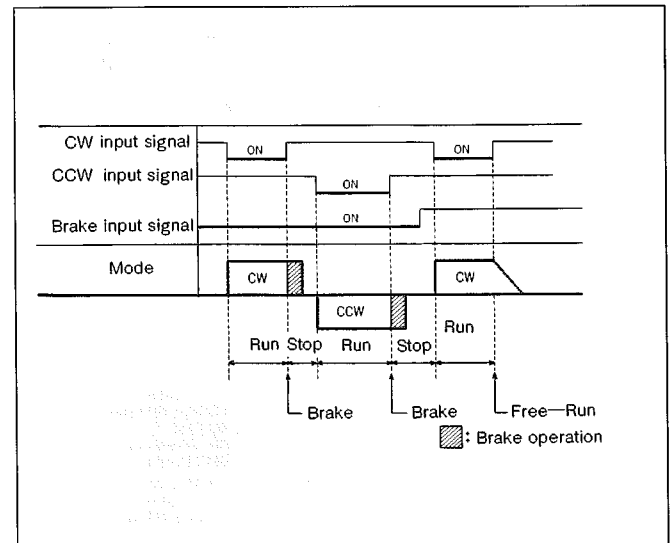 CW input signal
ON
ON
CCW input signal
ON
Brake input signal
ON
Mode
CW
CW
CCW
Run Stop Run Stop Run
Brake
Brake
Free—Run
: Brake operation